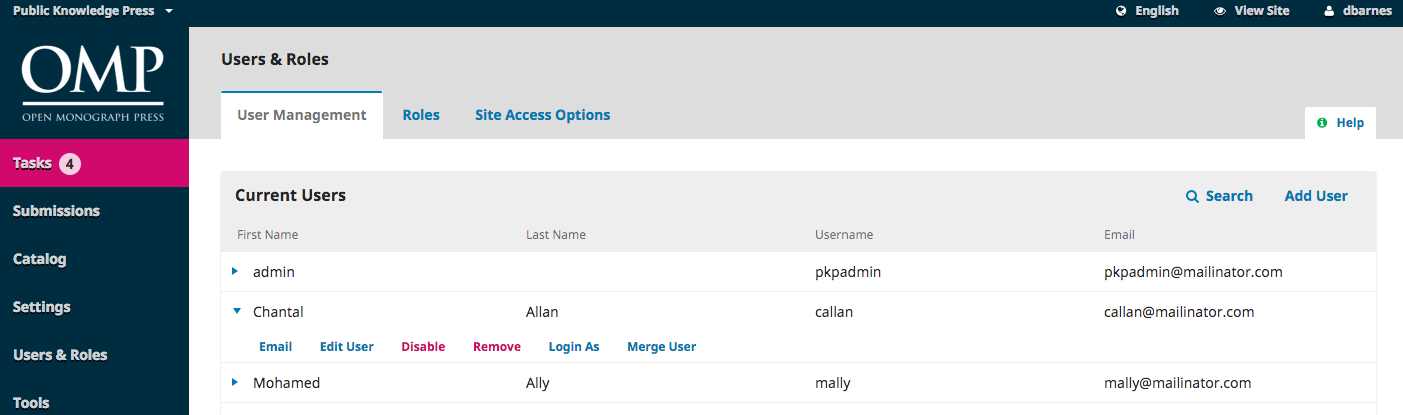 Public Knowledge Press English View Site dbarnes
OMP
OPEN MONOGRAPH PRESS
Users & Roles
User Management Roles Site Access Options
Help
Tasks 4
Submissions
Catalog
Settings
Users & Roles
Tools
Current Users Search Add User
First Name Last Name Username Email
admin pkpadmin pkpadmin@mailinator.com
Chantal Allan callan callan@mailinator.com
Email Edit User Disable Remove Login As Merge User
Mohamed Ally mally mally@mailinator.com